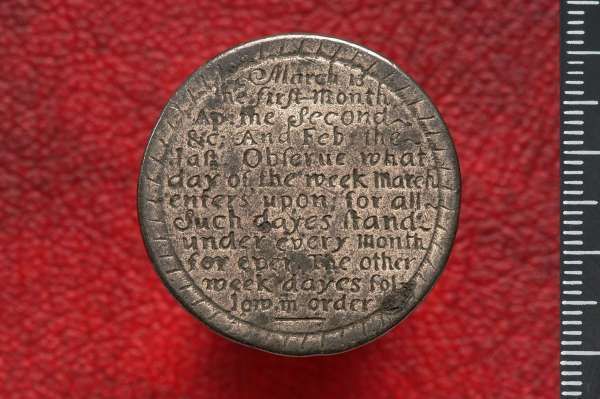 March is
the first Month
Ap: the Second~
&c: And Feb: the~
laſt. Obſerue what
day of the week March
enters upon; for all~
Such dayes ſtand~
under every Month
for ever. The other
week dayes fol=
low in order